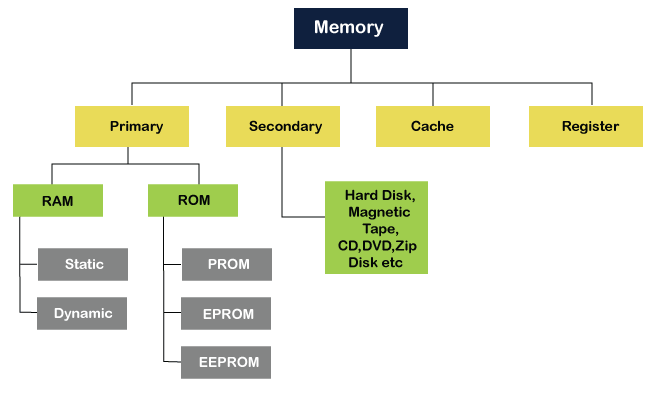 Memory
Primary
Secondary
Cache
Register
RAM
ROM
Hard Disk,
Magnetic
Tape,
CD,DVD,Zip
Disk etc
Static
PROM
Dynamic
EPROM
EEPROM